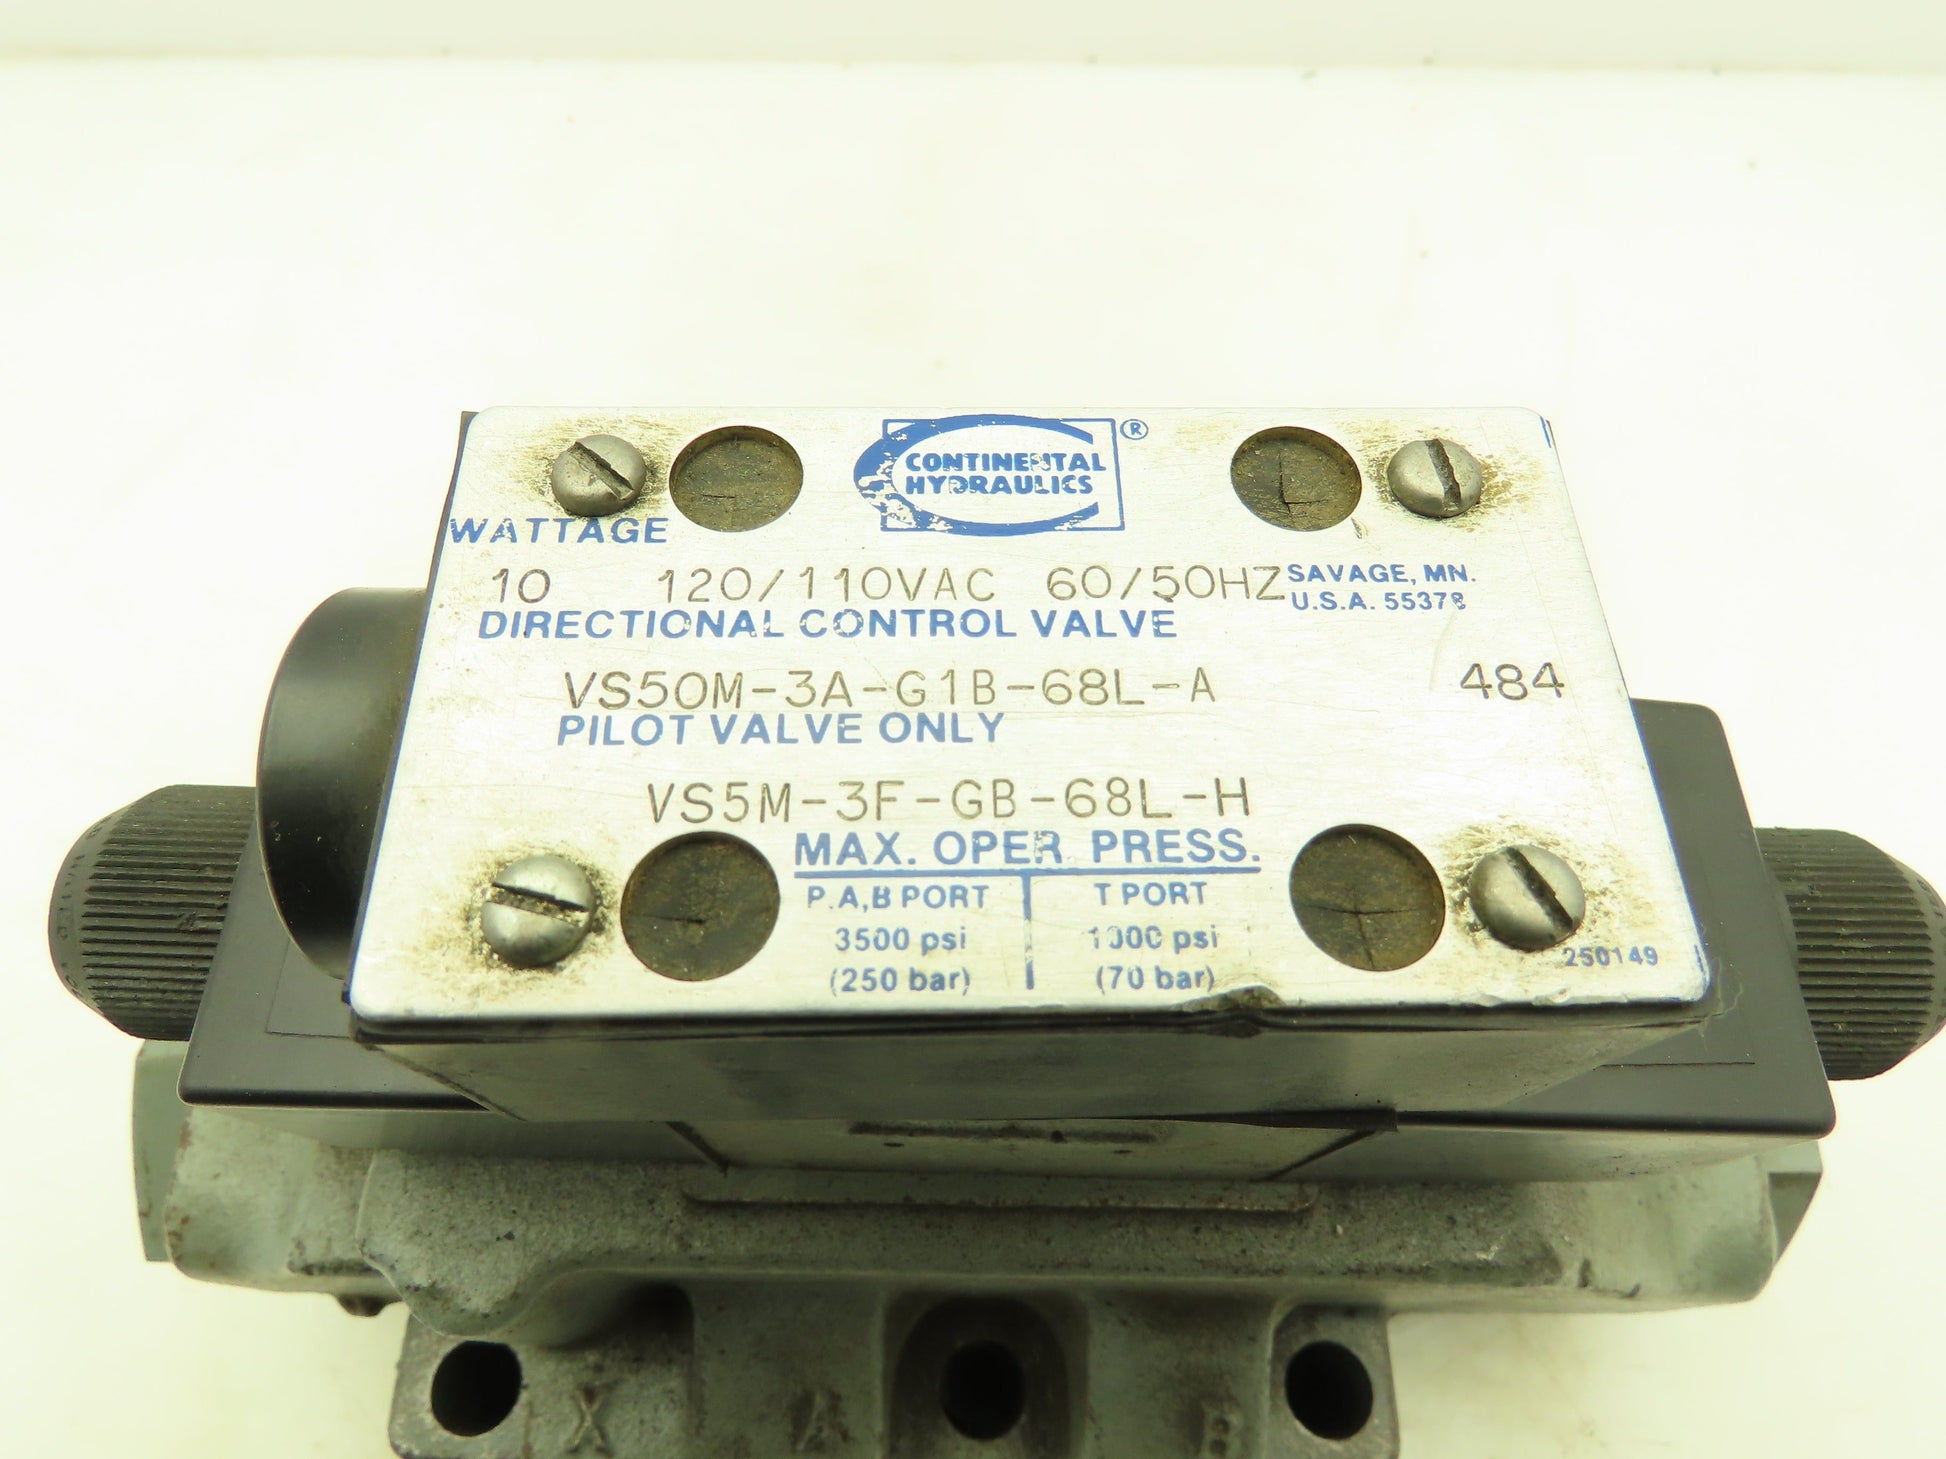 CONTINENTAL ®
HYDRAULICS
WATTAGE
10 120/110VAC 60/50HZ
SAVAGE, MN.
U.S.A. 55378
DIRECTIONAL CONTROL VALVE
VS50M-3A-G1B-68L-A 484
PILOT VALVE ONLY
VS5M-3F-GB-68L-H
MAX. OPER PRESS.
P.A,B PORT T PORT
3500 psi 1000 psi
(250 bar) (70 bar)
250149
X A B